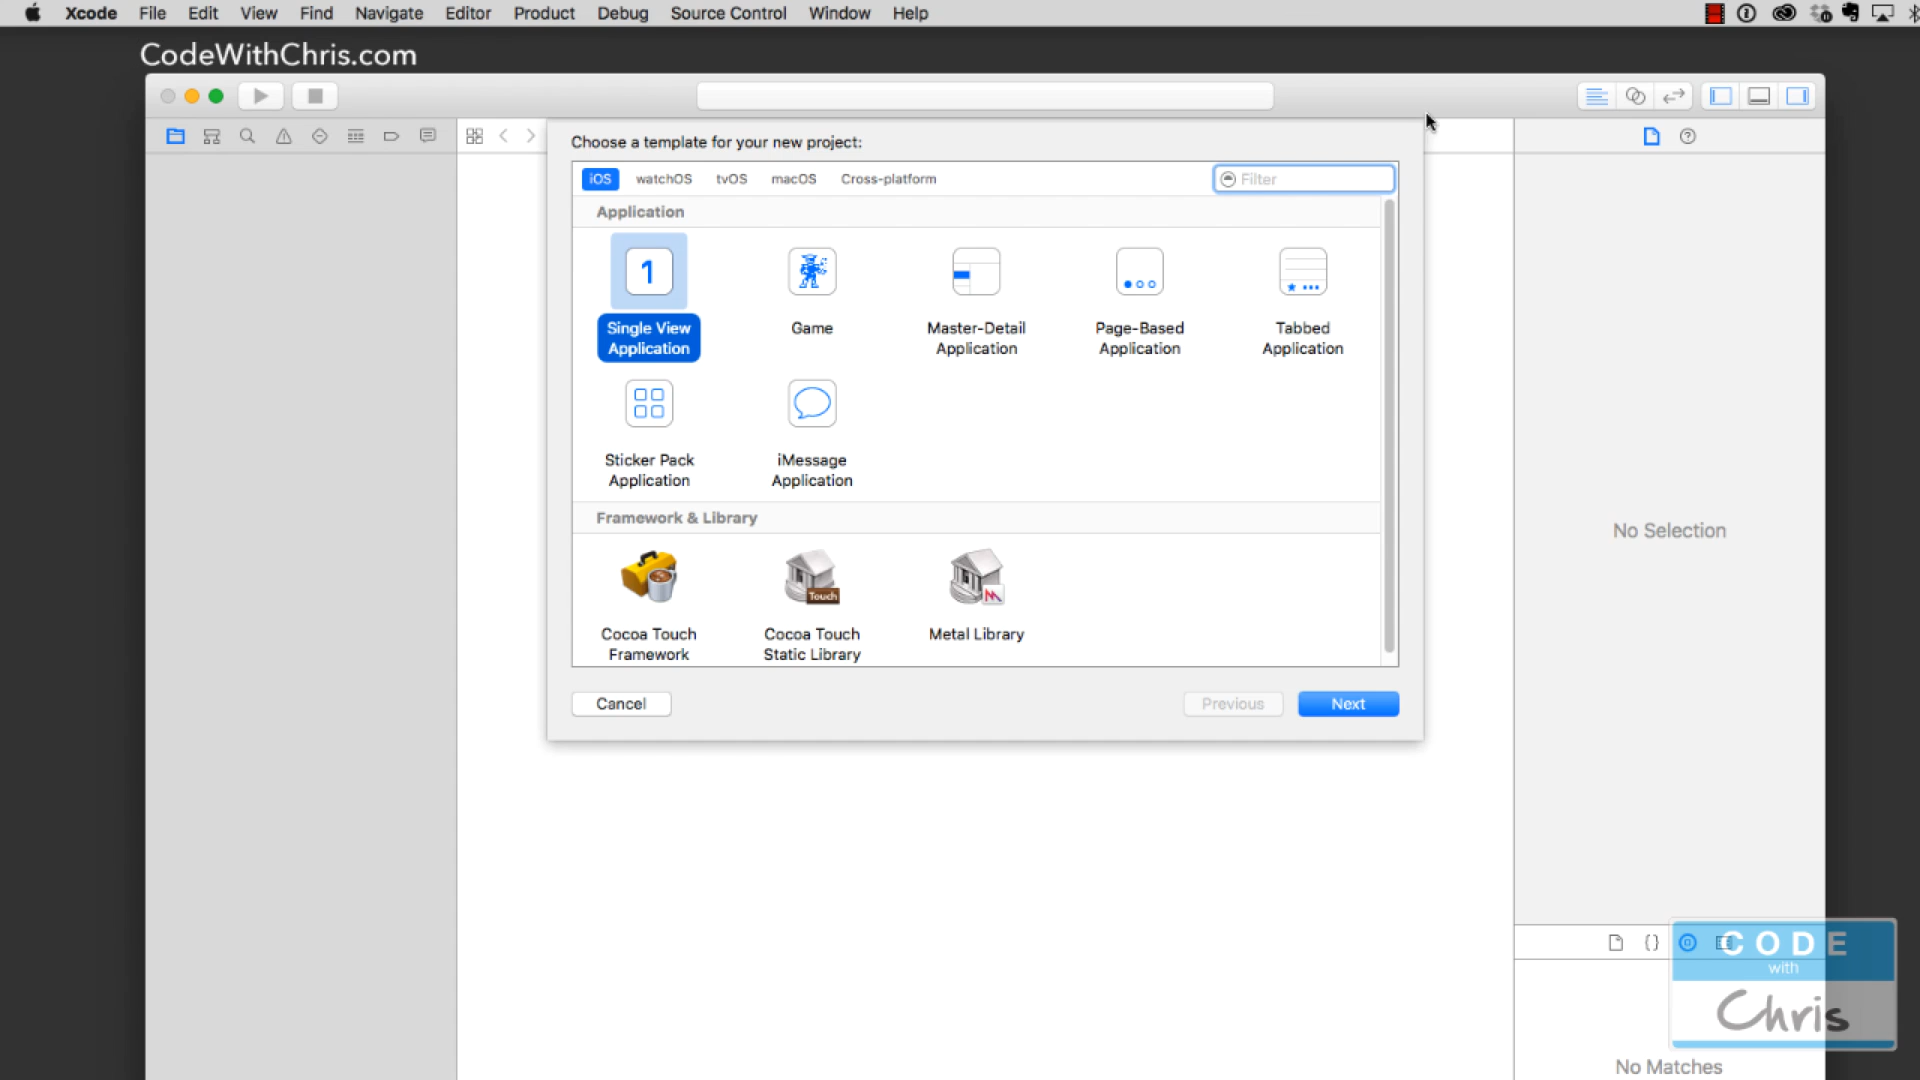 Xcode File Edit View Find Navigate Editor Product Debug Source Control Window Help
CodeWithChris.com
Choose a template for your new project:
iOS watchOS tvOS macOS Cross-platform Filter
Application
1
Single View
Application
Game
Master-Detail
Application
Page-Based
Application
Tabbed
Application
Sticker Pack
Application
iMessage
Application
Framework & Library
Touch
Cocoa Touch
Framework
Cocoa Touch
Static Library
Metal Library
Cancel Previous Next
No Selection
CODE
with
Chris
No Matches